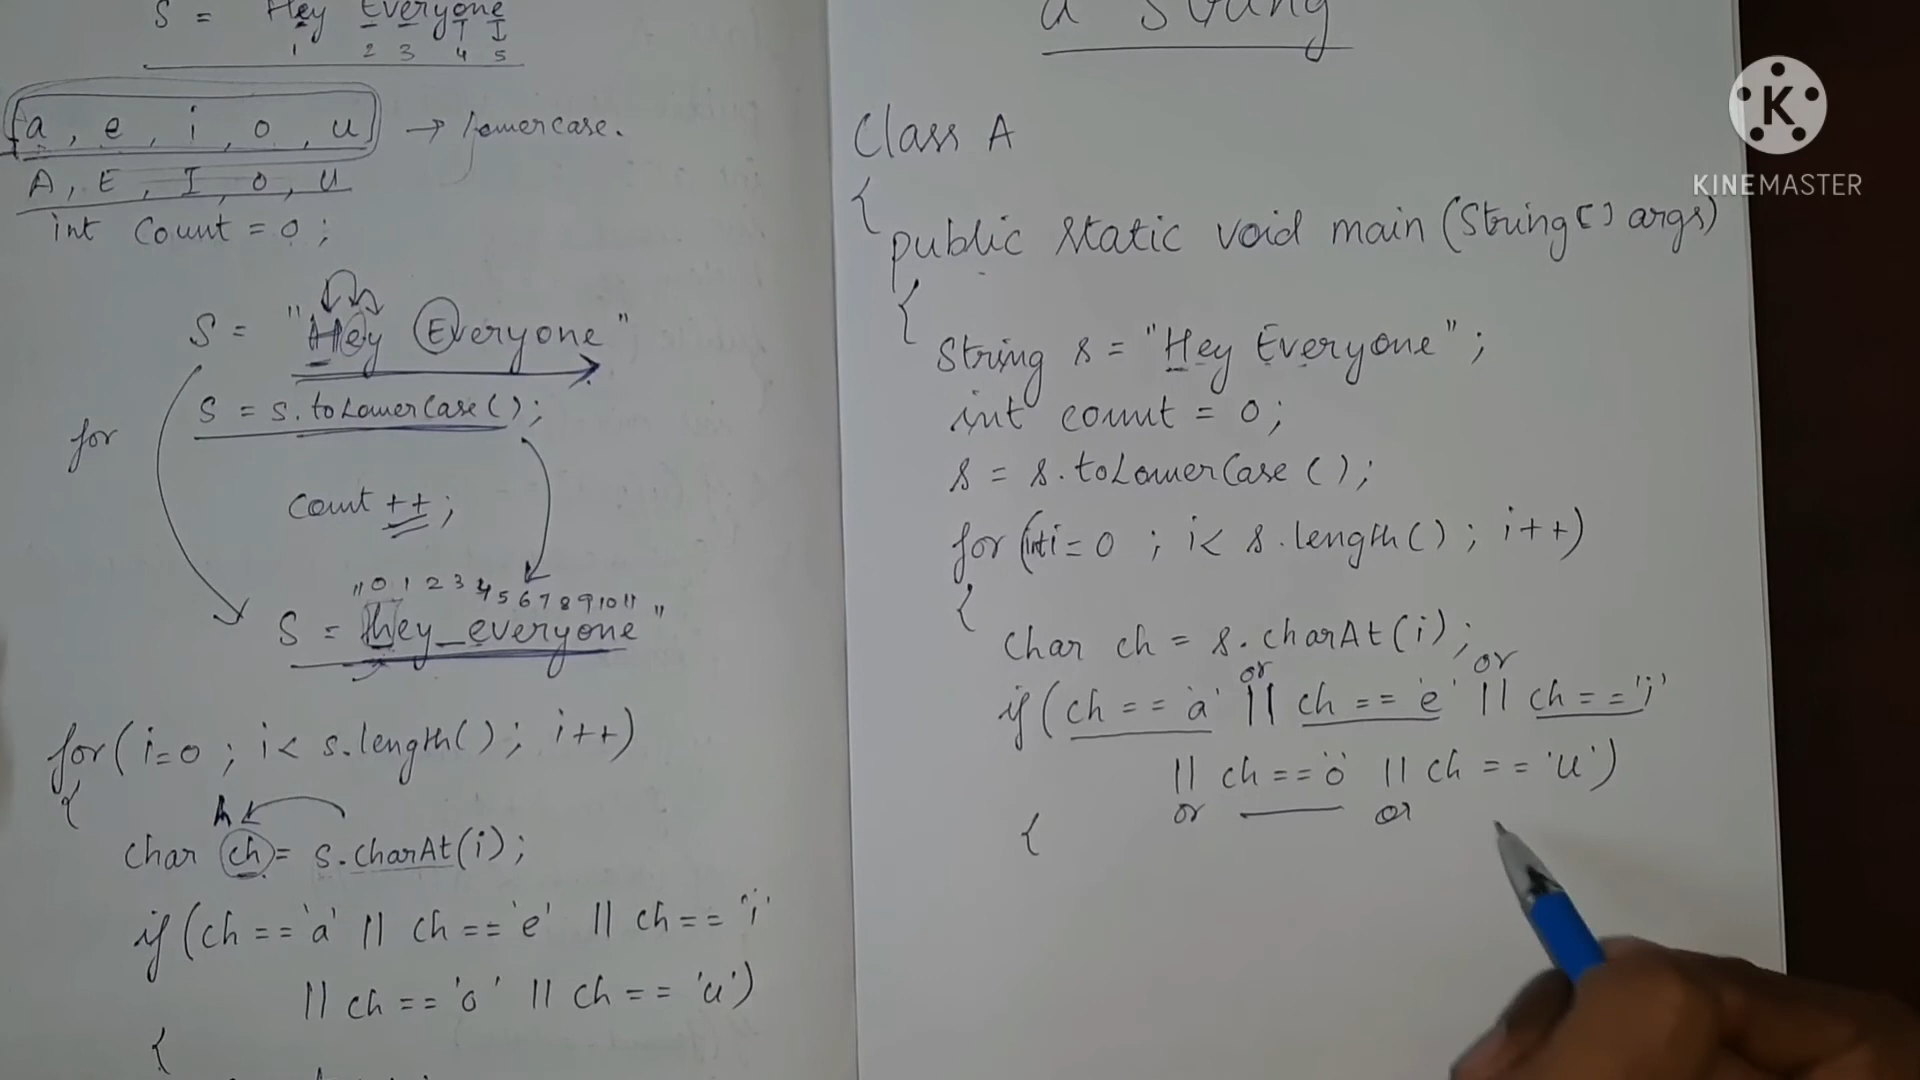 S = Hey Everyone
1 2 3 4 5
a, e, i, o, u → lowercase.
A, E, I, O, U
int Count = 0;
S = "Hey Everyone"
for
S = s.toLowerCase();
Count ++;
" 0 1 2 3 4 5 6 7 8 9 10 11 "
S = hey_everyone
for(i=0 ; i< s.length() ; i++)
{
h
char ch = s.charAt(i);
if(ch == 'a' || ch == 'e' || ch == 'i'
|| ch == 'o' || ch == 'u')
{
a String
Class A
{
public static void main (String[] args)
{
String s = "Hey Everyone";
int count = 0;
s = s.toLowerCase();
for(int i=0 ; i< s.length() ; i++)
{
Char ch = s.charAt(i);
or or
if(ch == 'a' || ch == 'e' || ch == 'i'
|| ch == 'o' || ch == 'u')
or or
{
K
KINEMASTER